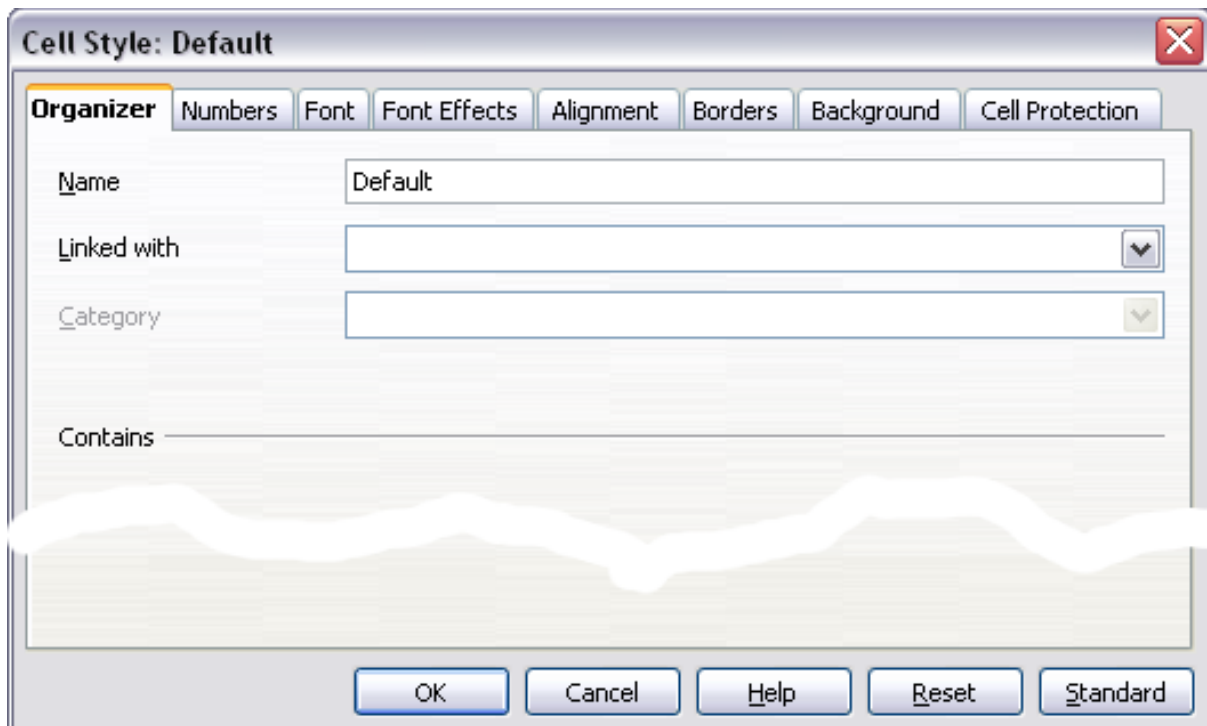 Cell Style: Default
Organizer Numbers Font Font Effects Alignment Borders Background Cell Protection
Name Default
Linked with
Category
Contains
OK Cancel Help Reset Standard